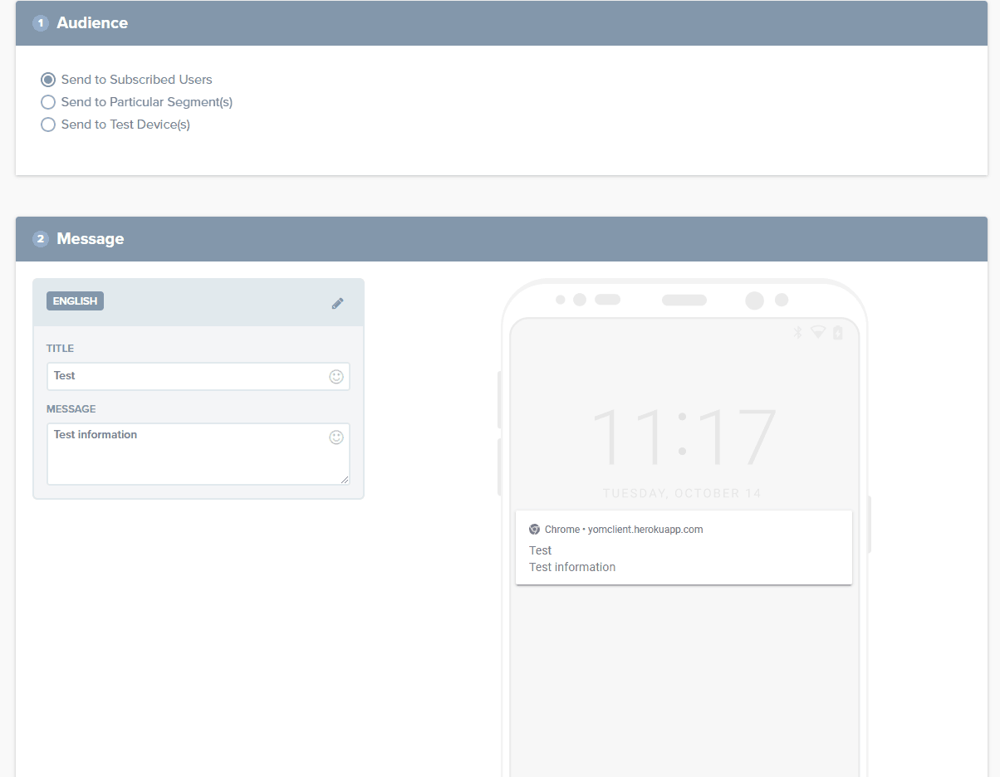 1 Audience
Send to Subscribed Users
Send to Particular Segment(s)
Send to Test Device(s)
2 Message
ENGLISH
TITLE
Test
MESSAGE
Test information
11:17
TUESDAY, OCTOBER 14
Chrome • yomclient.herokuapp.com
Test
Test information